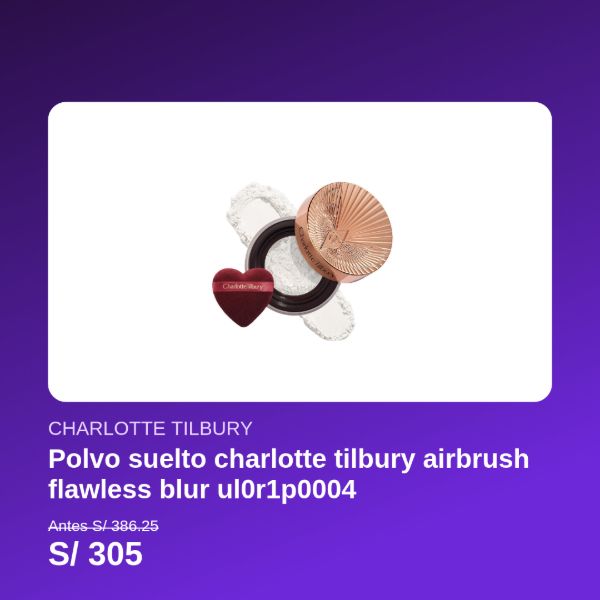 Charlotte Tilbury
CHARLOTTE TILBURY
Polvo suelto charlotte tilbury airbrush
flawless blur ul0r1p0004
Antes S/ 386.25
S/ 305